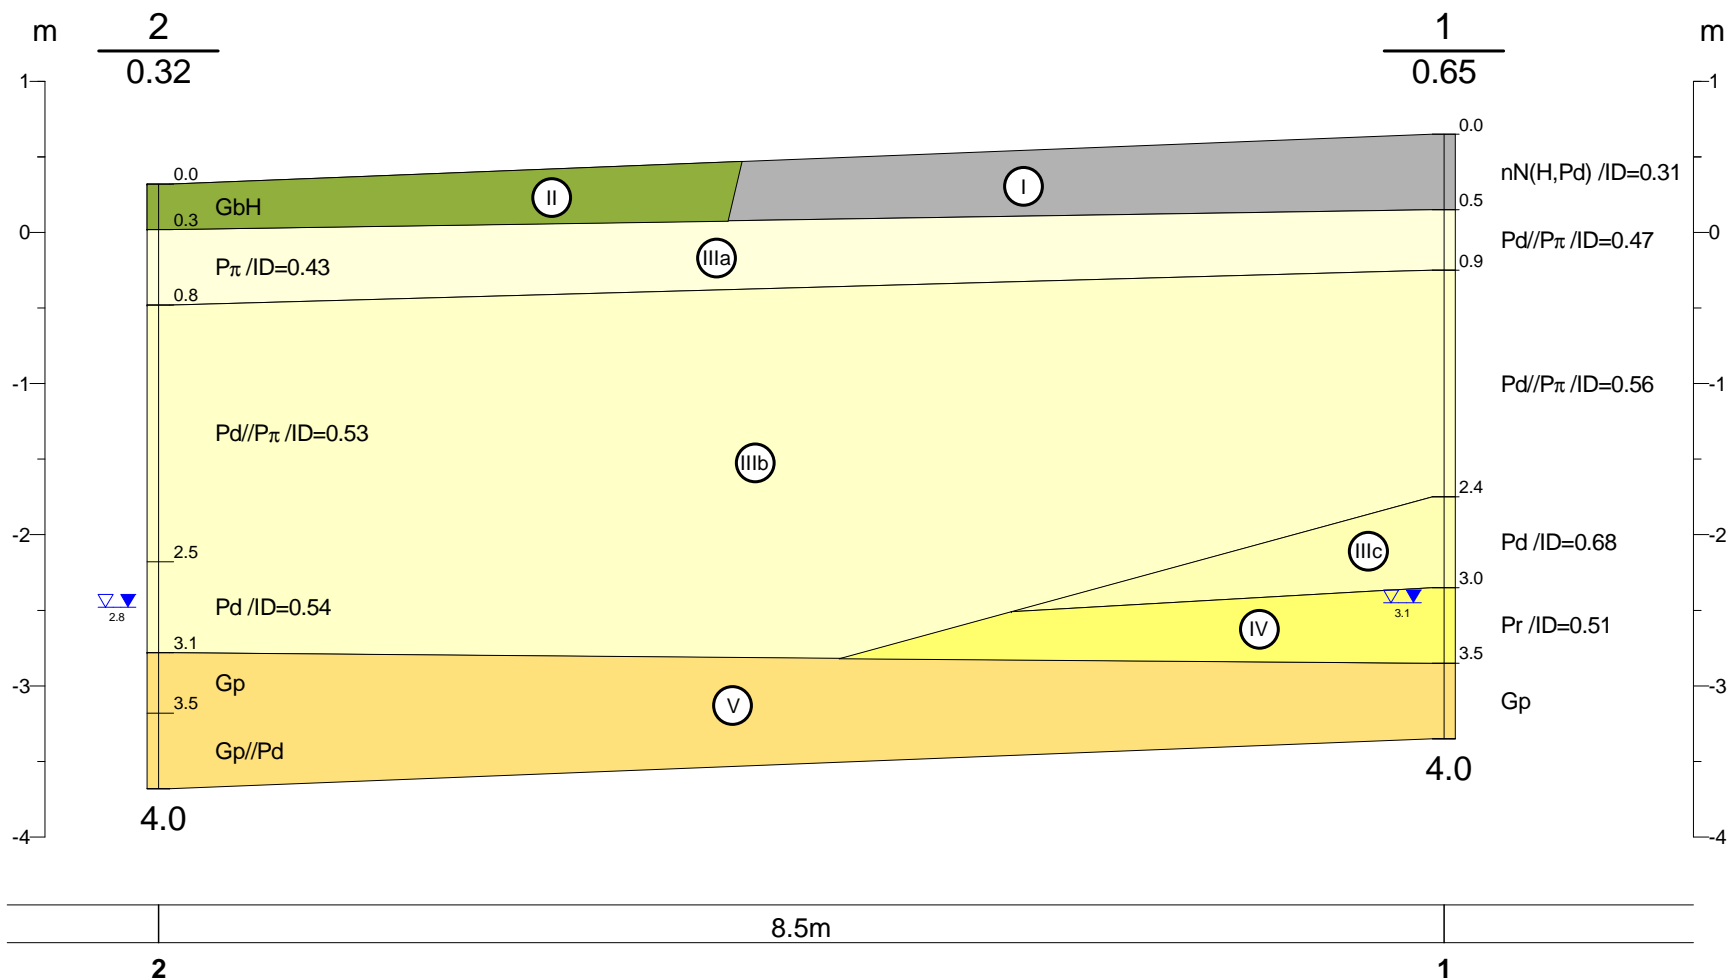 m
2
0.32
1
0.65
m
1
0
-1
-2
-3
-4
0.0
GbH
0.3
Pπ /ID=0.43
0.8
Pd//Pπ /ID=0.53
2.5
2.8
Pd /ID=0.54
3.1
Gp
3.5
Gp//Pd
4.0
II
I
IIIa
IIIb
IIIc
IV
V
0.0
nN(H,Pd) /ID=0.31
0.5
Pd//Pπ /ID=0.47
0.9
Pd//Pπ /ID=0.56
2.4
Pd /ID=0.68
3.0
3.1
Pr /ID=0.51
3.5
Gp
4.0
1
0
-1
-2
-3
-4
8.5m
2
1